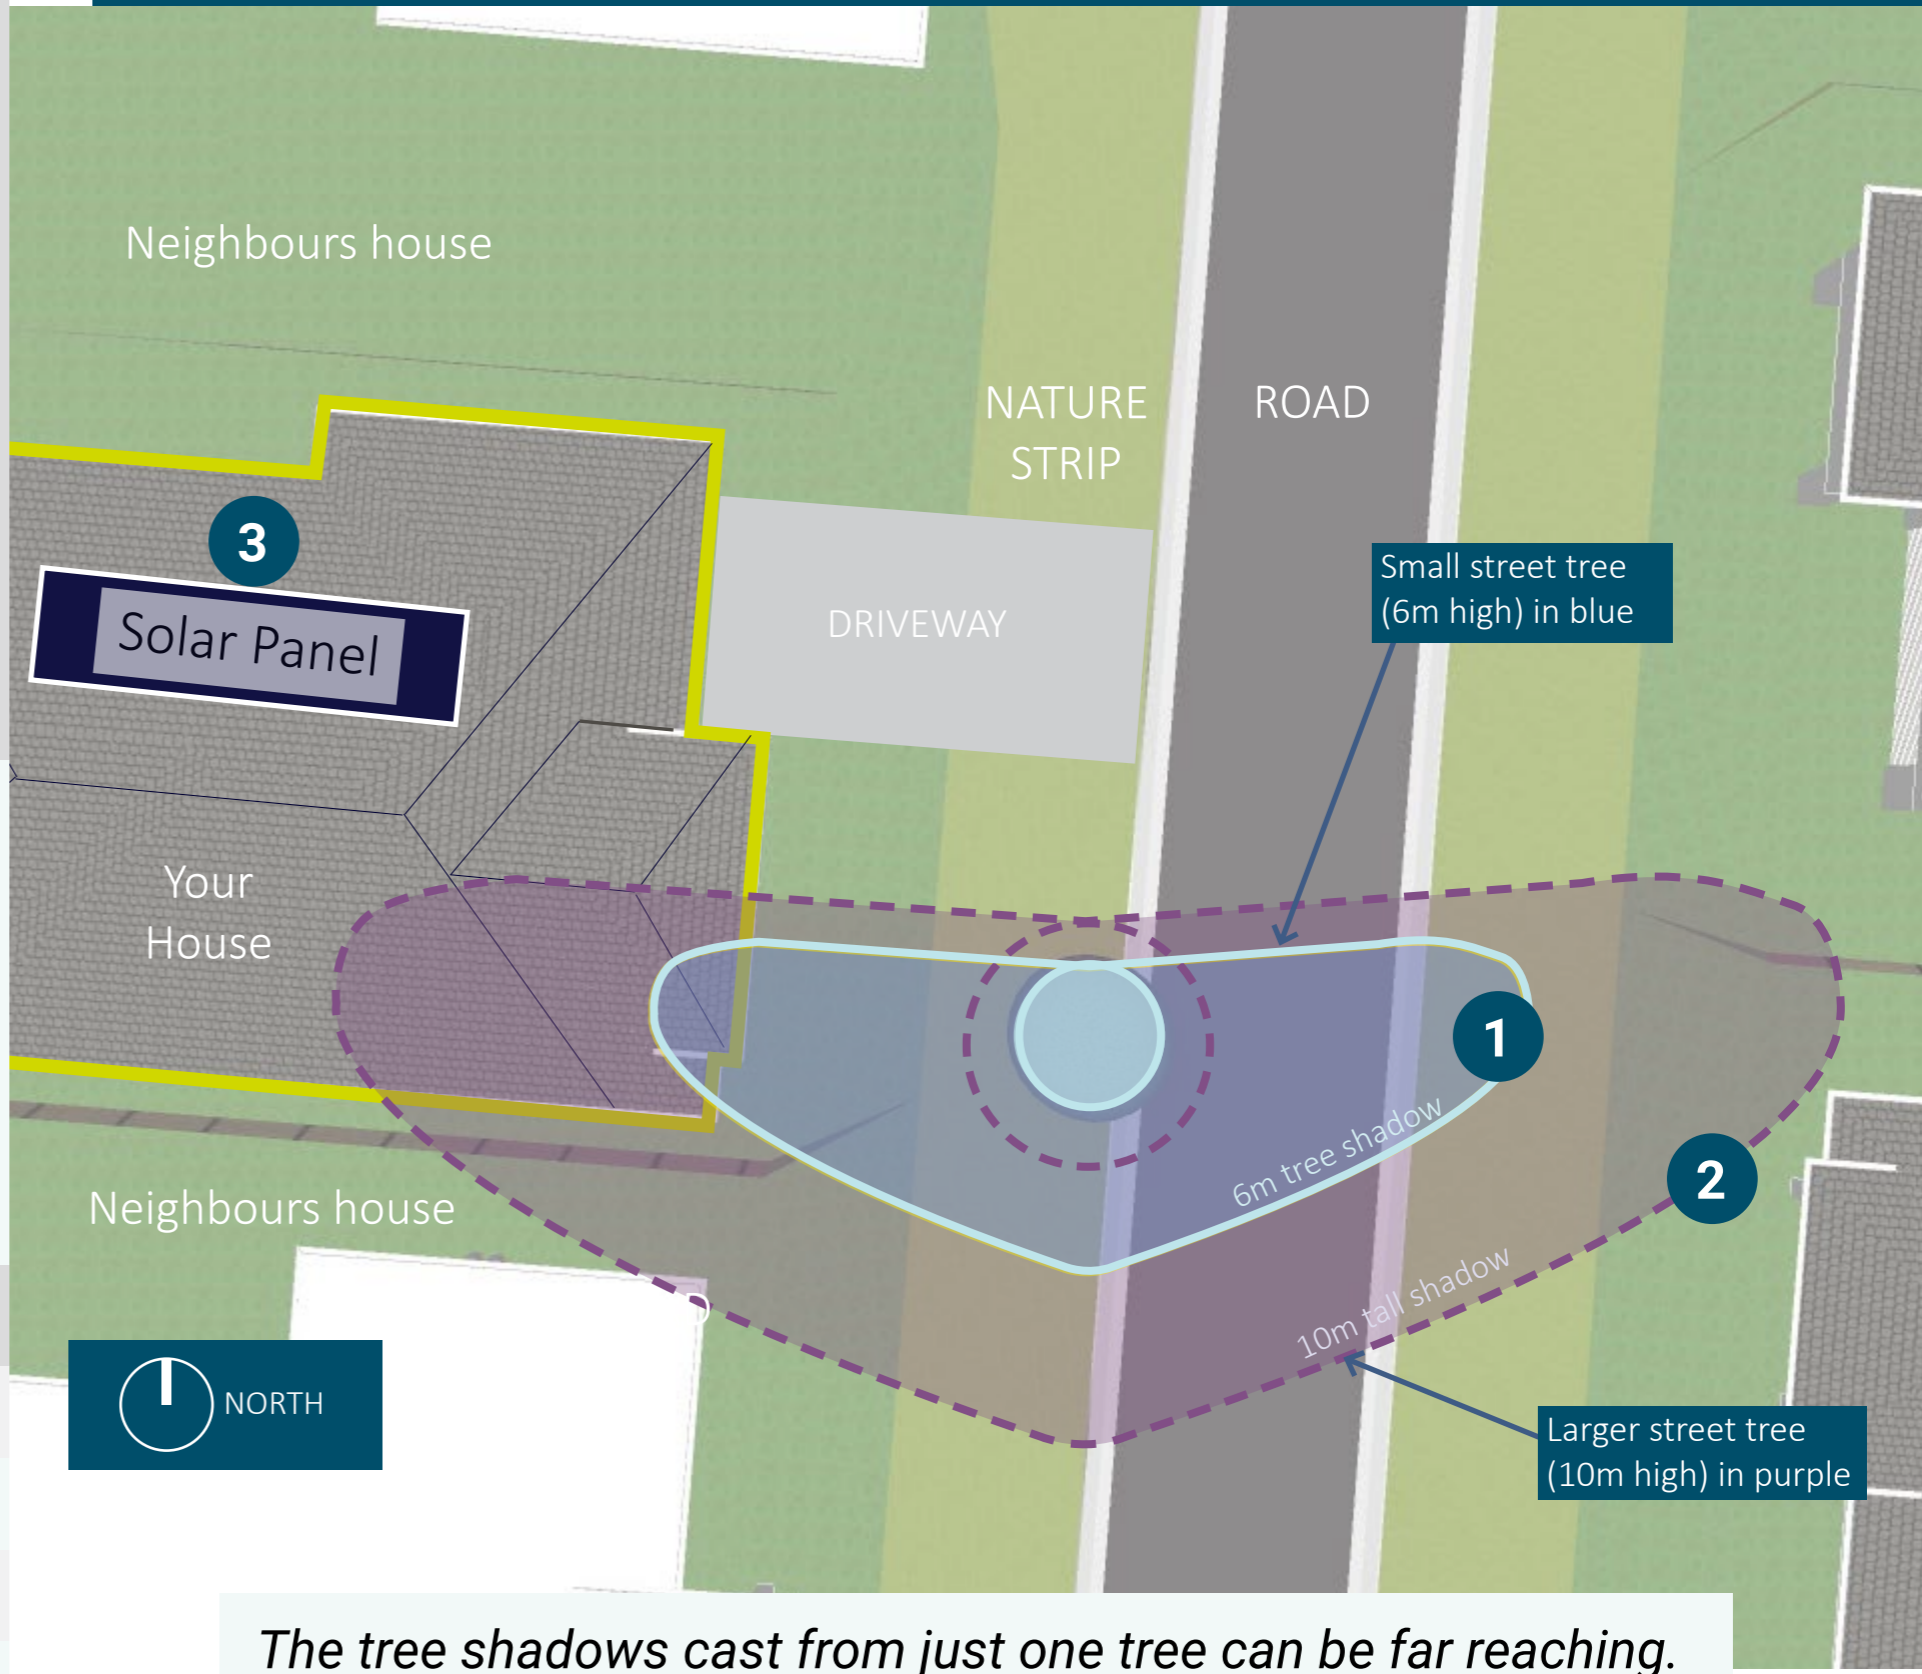 Neighbours house
NATURE
STRIP
ROAD
3
Small street tree
(6m high) in blue
Solar Panel
DRIVEWAY
Your
House
1
6m tree shadow
2
Neighbours house
10m tall shadow
D
NORTH
Larger street tree
(10m high) in purple
The tree shadows cast from just one tree can be far reaching.